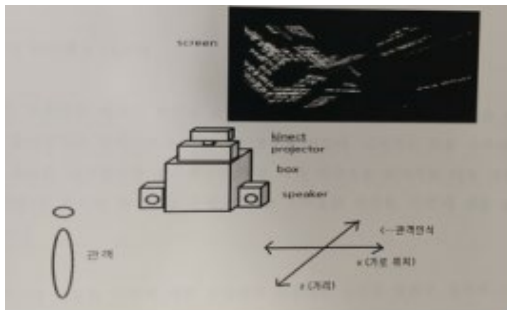 screen
kinect
projector
box
speaker
관객
<--관객인식
x (가로 위치)
z (거리)